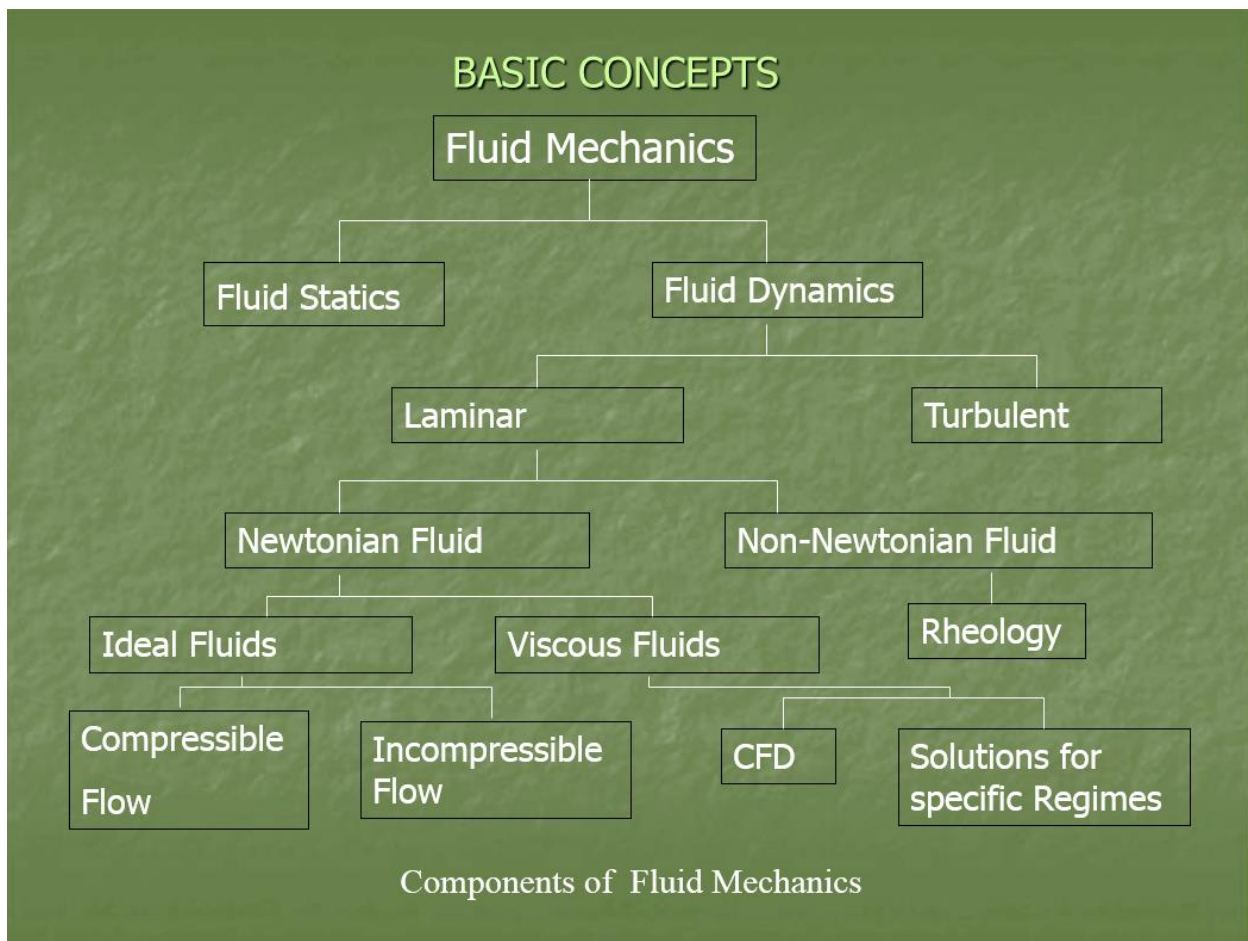 BASIC CONCEPTS
Fluid Mechanics
Fluid Statics
Fluid Dynamics
Laminar
Turbulent
Newtonian Fluid
Non-Newtonian Fluid
Ideal Fluids
Viscous Fluids
Rheology
Compressible
Flow
Incompressible
Flow
CFD
Solutions for
specific Regimes
Components of Fluid Mechanics